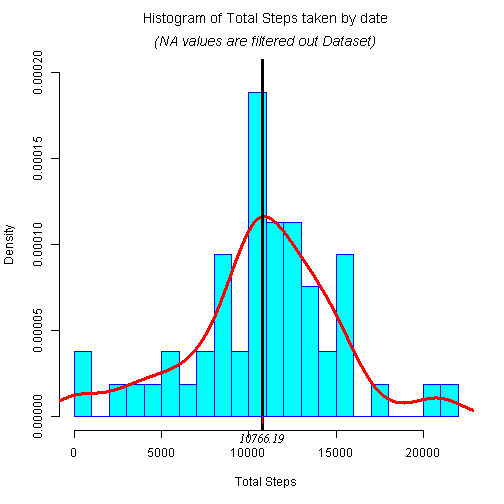 Histogram of Total Steps taken by date
(NA values are filtered out Dataset)
Density
0.00020
0.00015
0.00010
0.00005
0.00000
0
5000
10000
15000
20000
10766.19
Total Steps